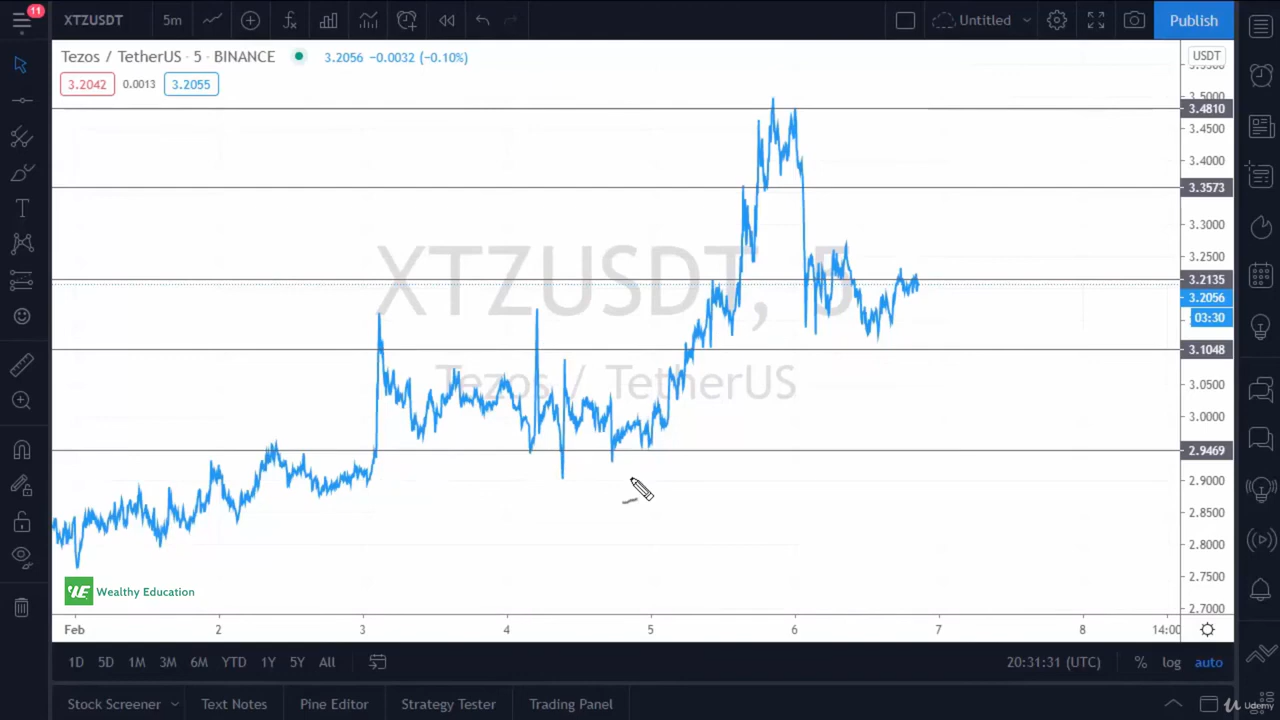 11
XTZUSDT
5m
Untitled
Publish
Tezos / TetherUS · 5 · BINANCE
3.2056 −0.0032 (−0.10%)
3.2042
0.0013
3.2055
USDT
3.5000
3.4810
3.4500
3.4000
3.3573
3.3000
3.2500
3.2135
3.2056
03:30
3.1048
3.0500
3.0000
2.9469
2.9000
2.8500
2.8000
2.7500
2.7000
XTZUSDT, 5
Tezos / TetherUS
Wealthy Education
Feb 2 3 4 5 6 7 8 14:00
1D 5D 1M 3M 6M YTD 1Y 5Y All
20:31:31 (UTC) % log auto
Stock Screener Text Notes Pine Editor Strategy Tester Trading Panel
Udemy